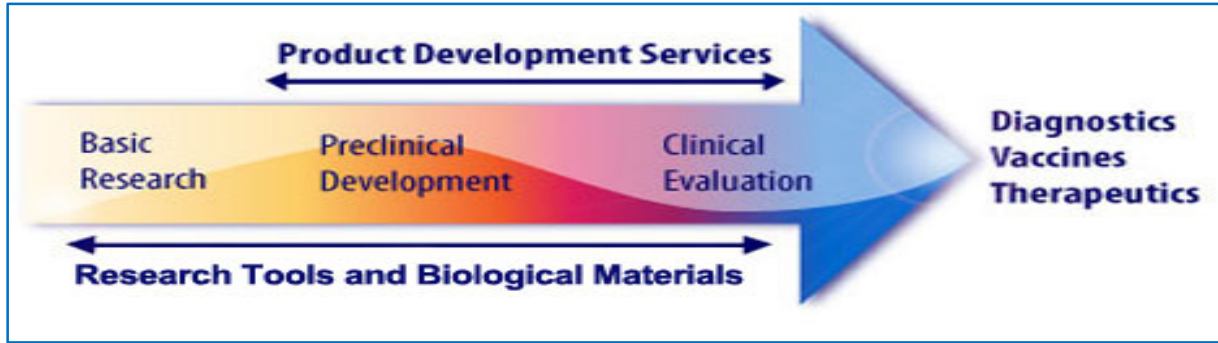 Product Development Services
Basic
Research
Preclinical
Development
Clinical
Evaluation
Diagnostics
Vaccines
Therapeutics
Research Tools and Biological Materials